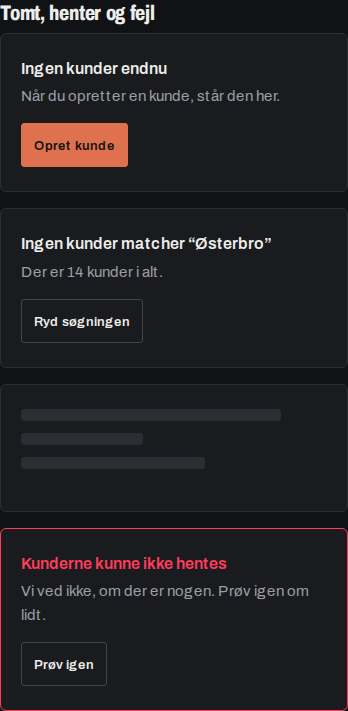 Tomt, henter og fejl
Ingen kunder endnu
Når du opretter en kunde, står den her.
Opret kunde
Ingen kunder matcher “Østerbro”
Der er 14 kunder i alt.
Ryd søgningen
Kunderne kunne ikke hentes
Vi ved ikke, om der er nogen. Prøv igen om
lidt.
Prøv igen